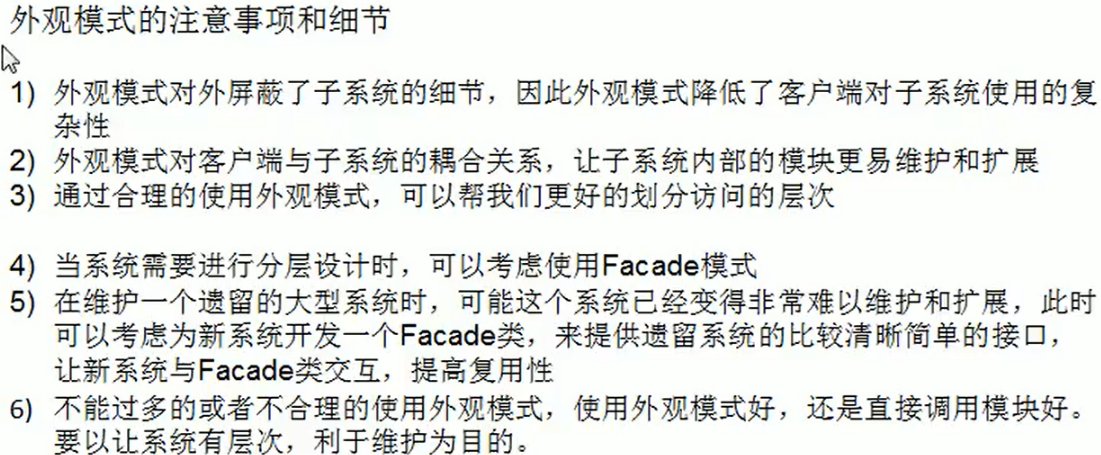 外观模式的注意事项和细节
1) 外观模式对外屏蔽了子系统的细节，因此外观模式降低了客户端对子系统使用的复
杂性
2) 外观模式对客户端与子系统的耦合关系，让子系统内部的模块更易维护和扩展
3) 通过合理的使用外观模式，可以帮我们更好的划分访问的层次
4) 当系统需要进行分层设计时，可以考虑使用Facade模式
5) 在维护一个遗留的大型系统时，可能这个系统已经变得非常难以维护和扩展，此时
可以考虑为新系统开发一个Facade类，来提供遗留系统的比较清晰简单的接口，
让新系统与Facade类交互，提高复用性
6) 不能过多的或者不合理的使用外观模式，使用外观模式好，还是直接调用模块好。
要以让系统有层次，利于维护为目的。